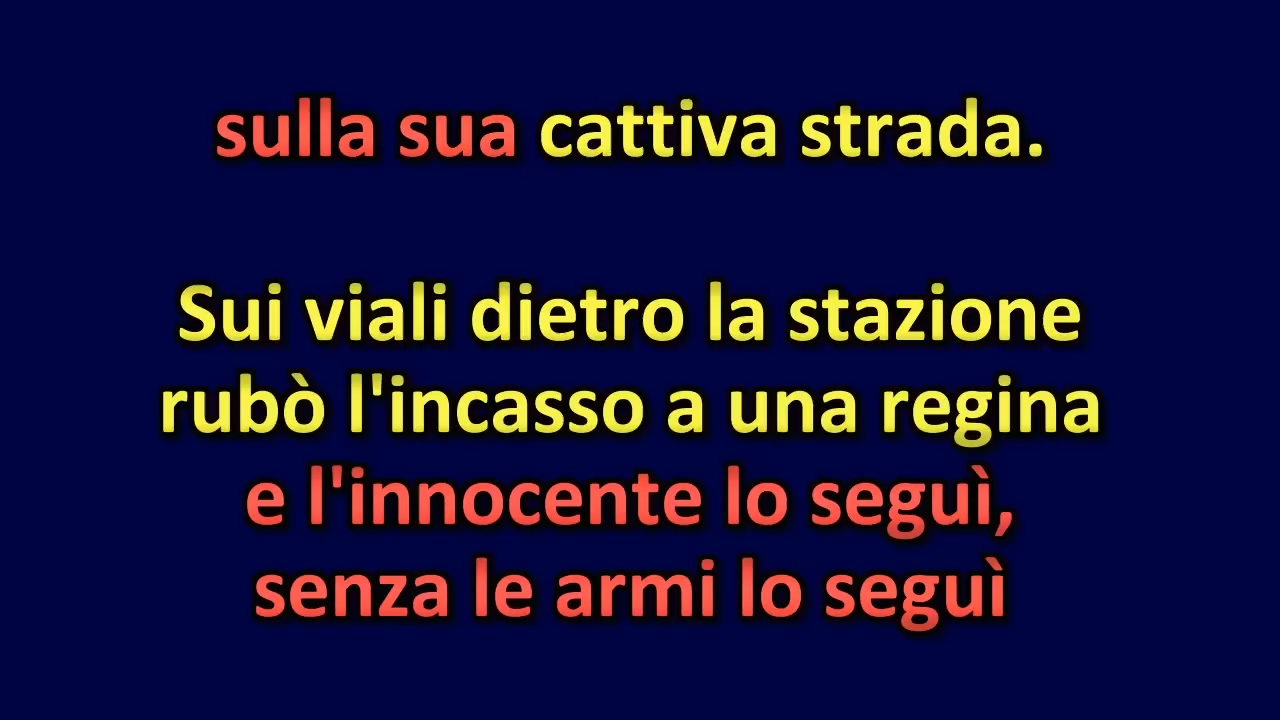 sulla sua cattiva strada.
Sui viali dietro la stazione
rubò l'incasso a una regina
e l'innocente lo seguì,
senza le armi lo seguì